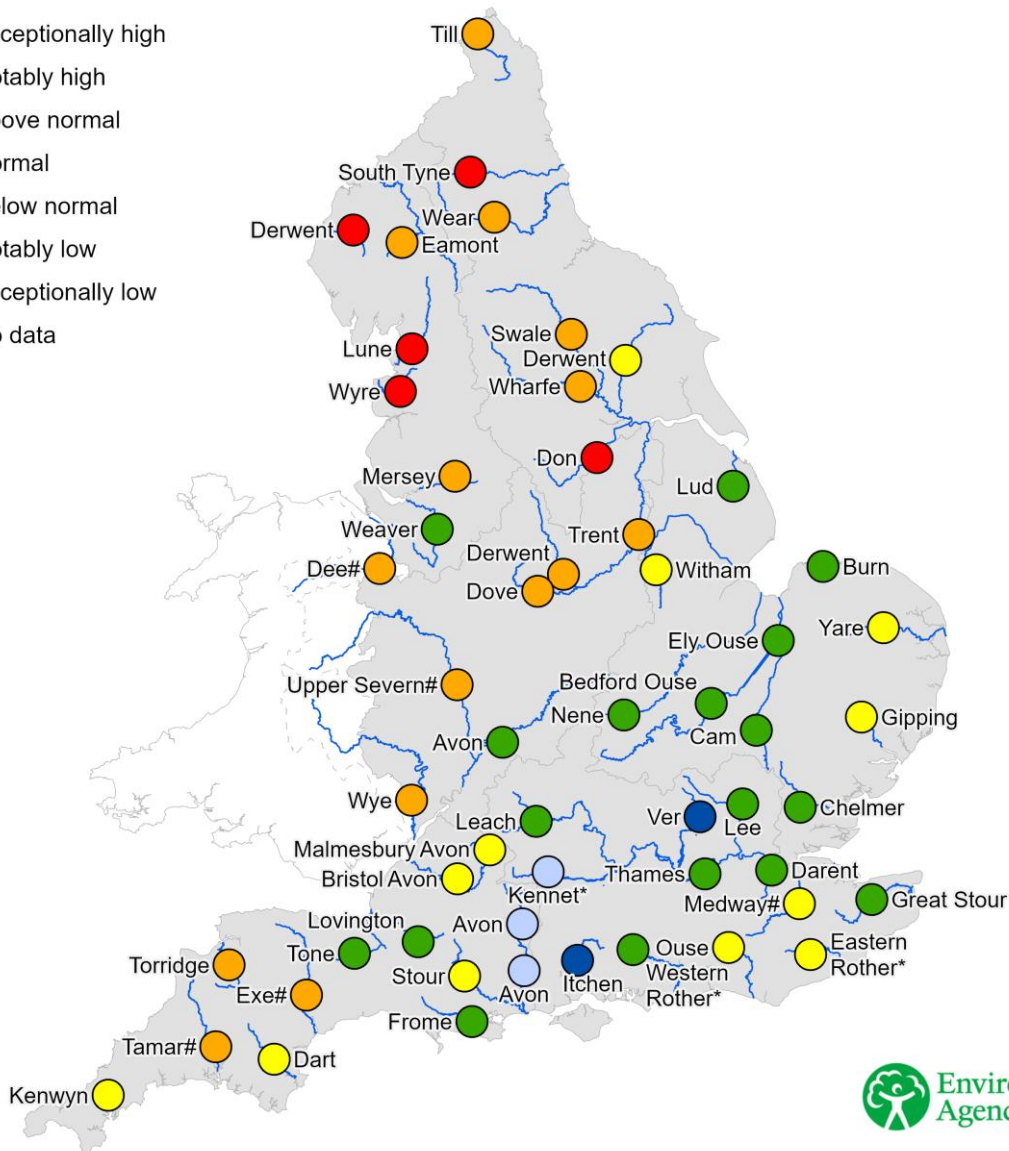 ceptionally high
tably high
ove normal
rmal
low normal
tably low
ceptionally low
data
Till
South Tyne
Wear
Derwent
Eamont
Swale
Derwent
Lune
Wharfe
Wyre
Don
Mersey
Lud
Weaver
Trent
Derwent
Dee#
Witham
Burn
Dove
Yare
Ely Ouse
Upper Severn#
Bedford Ouse
Nene
Gipping
Cam
Avon
Wye
Ver
Chelmer
Leach
Lee
Malmesbury Avon
Bristol Avon
Thames
Darent
Kennet*
Medway#
Great Stour
Lovington
Avon
Tone
Ouse
Eastern
Rother*
Torridge
Stour
Itchen
Western
Rother*
Exe#
Avon
Frome
Tamar#
Dart
Kenwyn
Enviro
Agenc